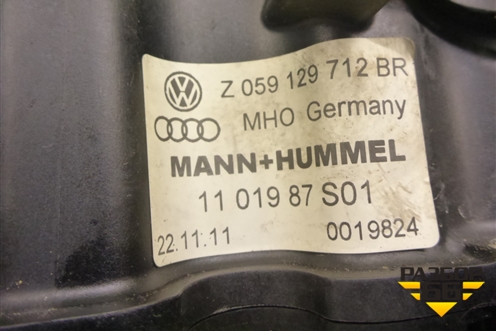 Z 059 129 712 BR
MHO Germany
MANN+HUMMEL
11 019 87 S01
22.11.11 0019824